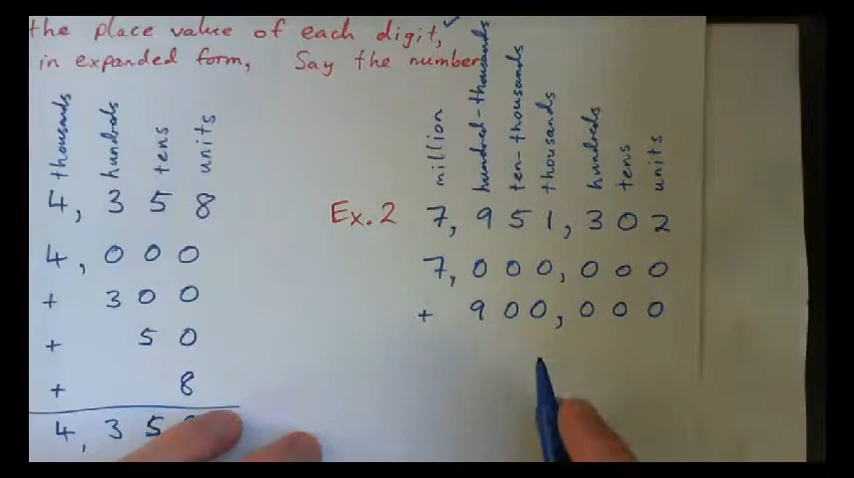 the place value of each digit,
in expanded form, Say the number
thousands hundreds tens units
4, 3 5 8
4, 0 0 0
+ 3 0 0
+ 5 0
+ 8
4, 3 5
million hundred-thousands ten-thousands thousands hundreds tens units
Ex. 2 7, 9 5 1, 3 0 2
7, 0 0 0, 0 0 0
+ 9 0 0, 0 0 0